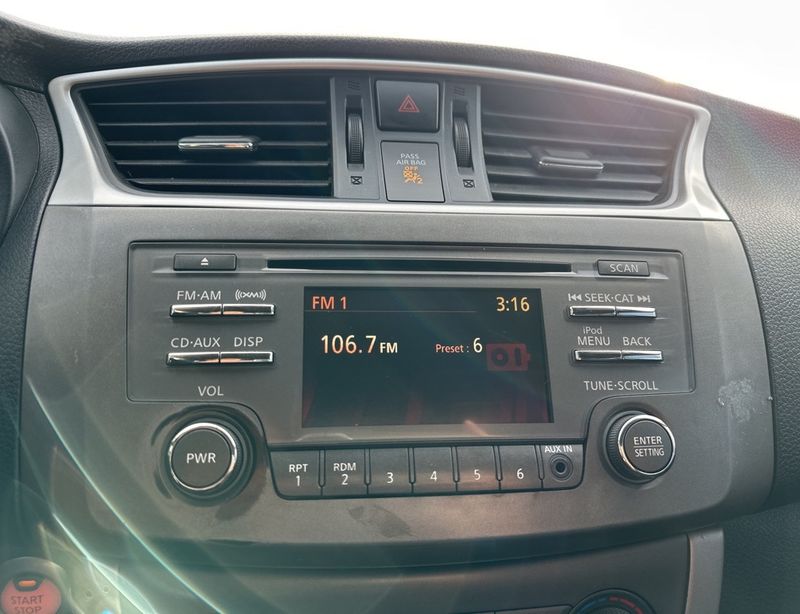 PASS
AIR BAG
OFF
2
SCAN
FM·AM
(((XM)))
SEEK·CAT
iPod
MENU
BACK
CD·AUX
DISP
FM 1
3:16
106.7 FM
Preset : 6
VOL
TUNE·SCROLL
PWR
ENTER
SETTING
RPT
1
RDM
2
3
4
5
6
AUX IN
START
STOP